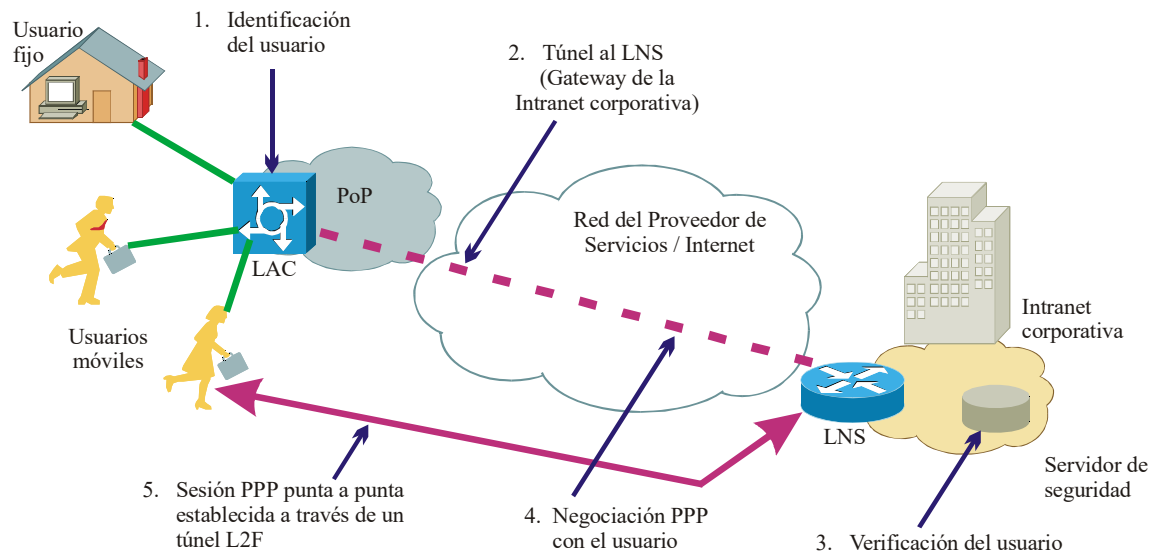 Usuario
fijo
1. Identificación
del usuario
2. Túnel al LNS
(Gateway de la
Intranet corporativa)
PoP
Red del Proveedor de
Servicios / Internet
LAC
Usuarios
móviles
Intranet
corporativa
LNS
Servidor de
seguridad
5. Sesión PPP punta a punta
establecida a través de un
túnel L2F
4. Negociación PPP
con el usuario
3. Verificación del usuario